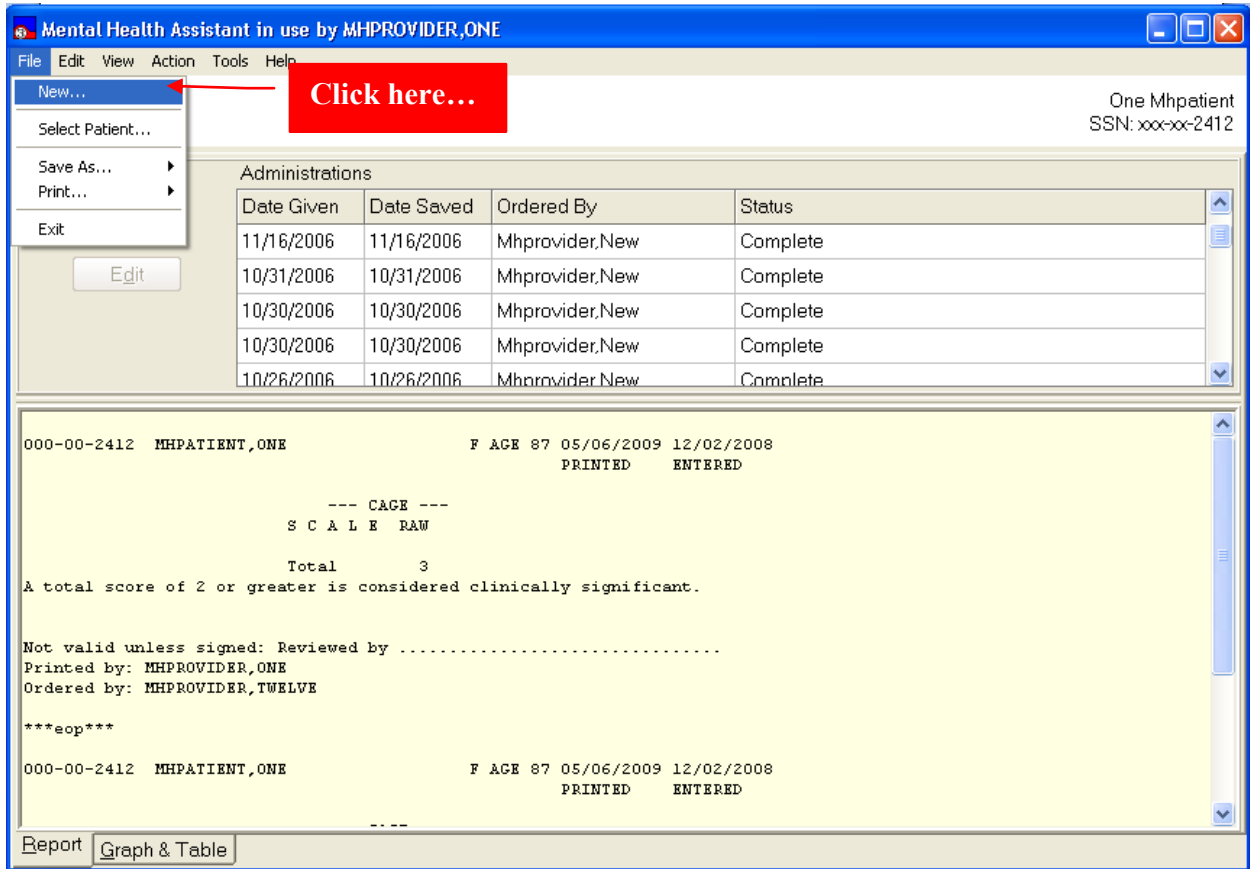 Mental Health Assistant in use by MHPROVIDER,ONE
File Edit View Action Tools Help
New...
Click here…
One Mhpatient
SSN: xxx-xx-2412
Select Patient...
Save As...
Print...
Exit
Edit
Administrations
Date Given Date Saved Ordered By Status
11/16/2006 11/16/2006 Mhprovider,New Complete
10/31/2006 10/31/2006 Mhprovider,New Complete
10/30/2006 10/30/2006 Mhprovider,New Complete
10/30/2006 10/30/2006 Mhprovider,New Complete
10/26/2006 10/26/2006 Mhprovider,New Complete
000-00-2412 MHPATIENT,ONE F AGE 87 05/06/2009 12/02/2008
PRINTED ENTERED
--- CAGE ---
S C A L E RAW
Total 3
A total score of 2 or greater is considered clinically significant.
Not valid unless signed: Reviewed by ................................
Printed by: MHPROVIDER,ONE
Ordered by: MHPROVIDER,TWELVE
***eop***
000-00-2412 MHPATIENT,ONE F AGE 87 05/06/2009 12/02/2008
PRINTED ENTERED
Report Graph & Table